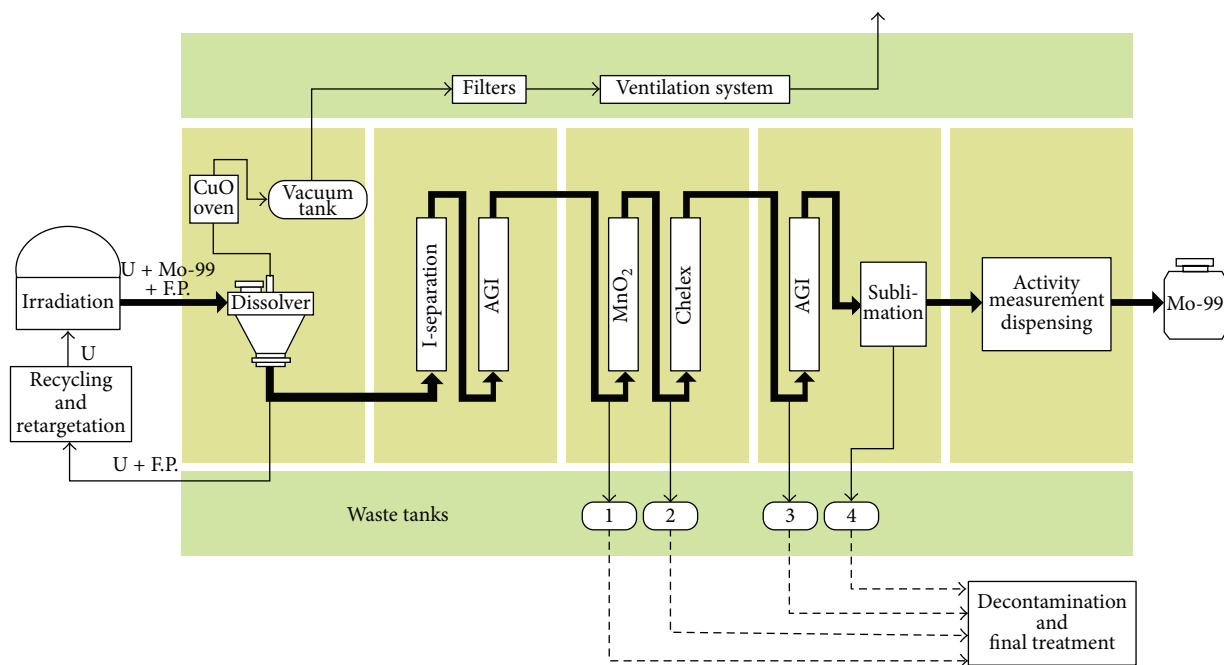 Filters
Ventilation system
CuO
oven
Vacuum
tank
U + Mo-99
+ F.P.
Irradiation
Dissolver
U
Recycling
and
retargetation
U + F.P.
I-separation
AGI
MnO₂
Chelex
AGI
Subli-
mation
Activity
measurement
dispensing
Mo-99
Waste tanks
1
2
3
4
Decontamination
and
final treatment